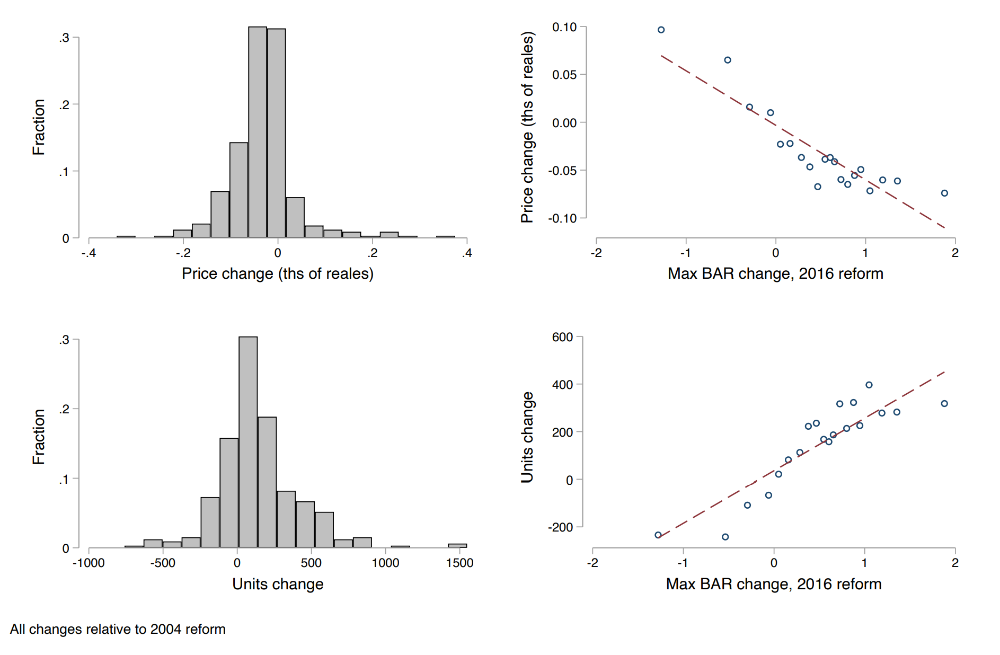 .3
.2
.1
0
Fraction
-.4 -.2 0 .2 .4
Price change (ths of reales)
0.10
0.05
0.00
-0.05
-0.10
Price change (ths of reales)
-2 -1 0 1 2
Max BAR change, 2016 reform
.3
.2
.1
0
Fraction
-1000 -500 0 500 1000 1500
Units change
600
400
200
0
-200
Units change
-2 -1 0 1 2
Max BAR change, 2016 reform
All changes relative to 2004 reform